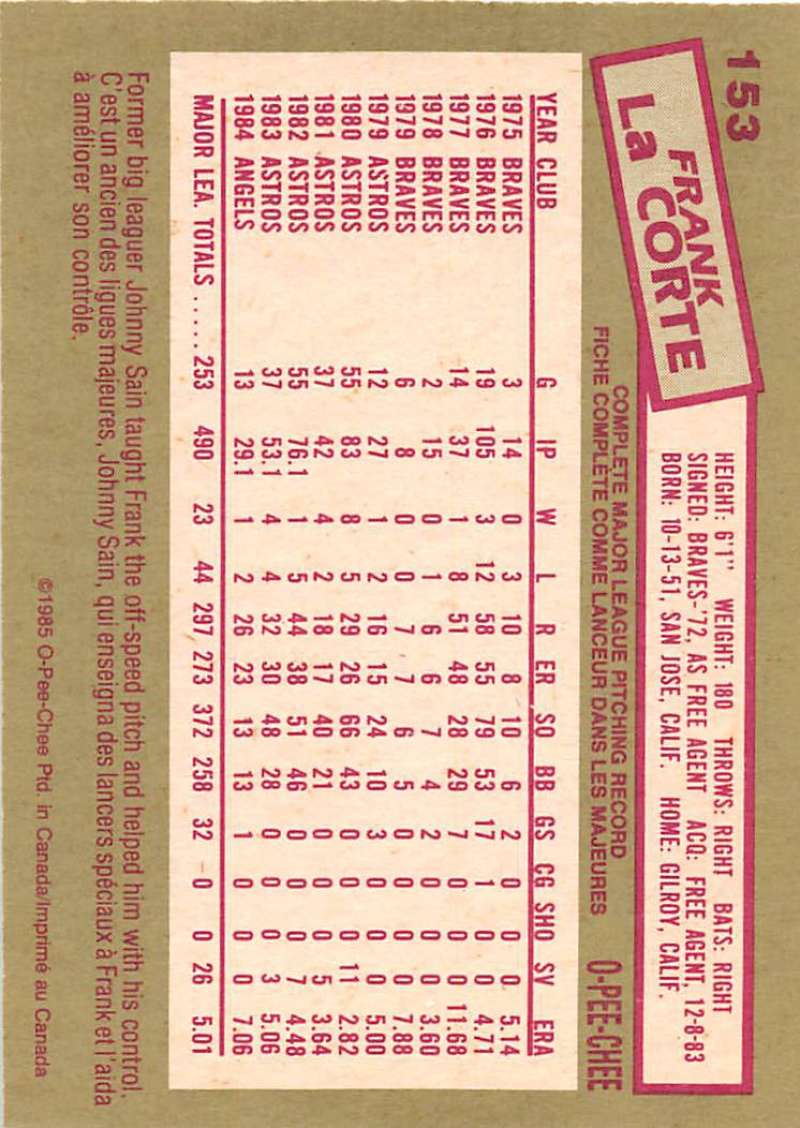 153
FRANK
La CORTE
HEIGHT: 6'1" WEIGHT: 180 THROWS: RIGHT BATS: RIGHT
SIGNED: BRAVES-'72, AS FREE AGENT ACQ: FREE AGENT, 12-8-83
BORN: 10-13-51, SAN JOSE, CALIF. HOME: GILROY, CALIF.
COMPLETE MAJOR LEAGUE PITCHING RECORD
FICHE COMPLÈTE COMME LANCEUR DANS LES MAJEURES
O-PEE-CHEE
YEAR CLUB G IP W L R ER SO BB GS CG SHO SV ERA
1975 BRAVES 3 14 0 3 10 8 10 6 2 0 0 0 5.14
1976 BRAVES 19 105 3 12 58 55 79 53 17 1 0 0 4.71
1977 BRAVES 14 37 1 8 51 48 28 29 7 0 0 0 11.68
1978 BRAVES 2 15 0 1 6 6 7 4 2 0 0 0 3.60
1979 BRAVES 6 8 0 0 7 7 6 5 0 0 0 0 7.88
1979 ASTROS 12 27 1 2 16 15 24 10 3 0 0 0 5.00
1980 ASTROS 55 83 8 5 29 26 66 43 0 0 0 11 2.82
1981 ASTROS 37 42 4 2 18 17 40 21 0 0 0 5 3.64
1982 ASTROS 55 76.1 1 5 44 38 51 46 0 0 0 7 4.48
1983 ASTROS 37 53.1 4 4 32 30 48 28 0 0 0 3 5.06
1984 ANGELS 13 29.1 1 2 26 23 13 13 1 0 0 0 7.06
MAJOR LEA. TOTALS ..... 253 490 23 44 297 273 372 258 32 0 0 26 5.01
Former big leaguer Johnny Sain taught Frank the off-speed pitch and helped him with his control.
C'est un ancien des ligues majeures, Johnny Sain, qui enseigna des lancers spéciaux à Frank et l'aida
à améliorer son contrôle.
©1985 O-Pee-Chee Ptd. in Canada/Imprimé au Canada